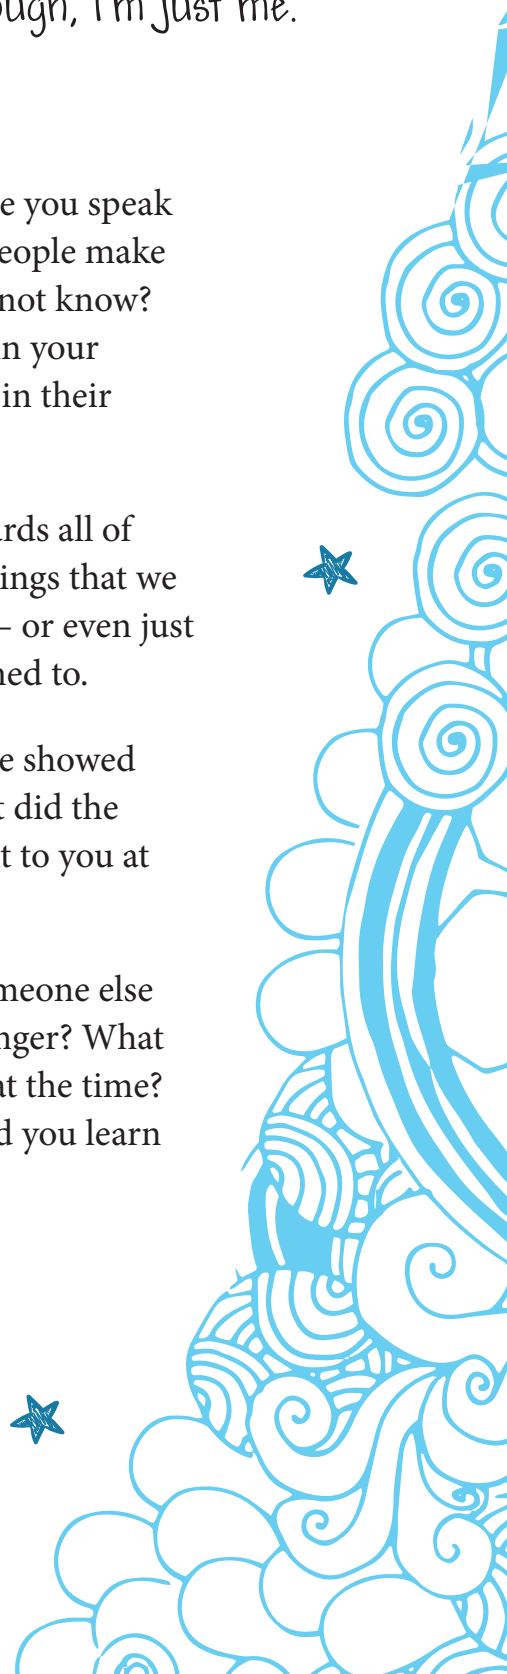 ough, I'm just me.
e you speak
eople make
not know?
n your
in their
rds all of
ings that we
– or even just
ned to.
e showed
t did the
t to you at
meone else
nger? What
at the time?
d you learn